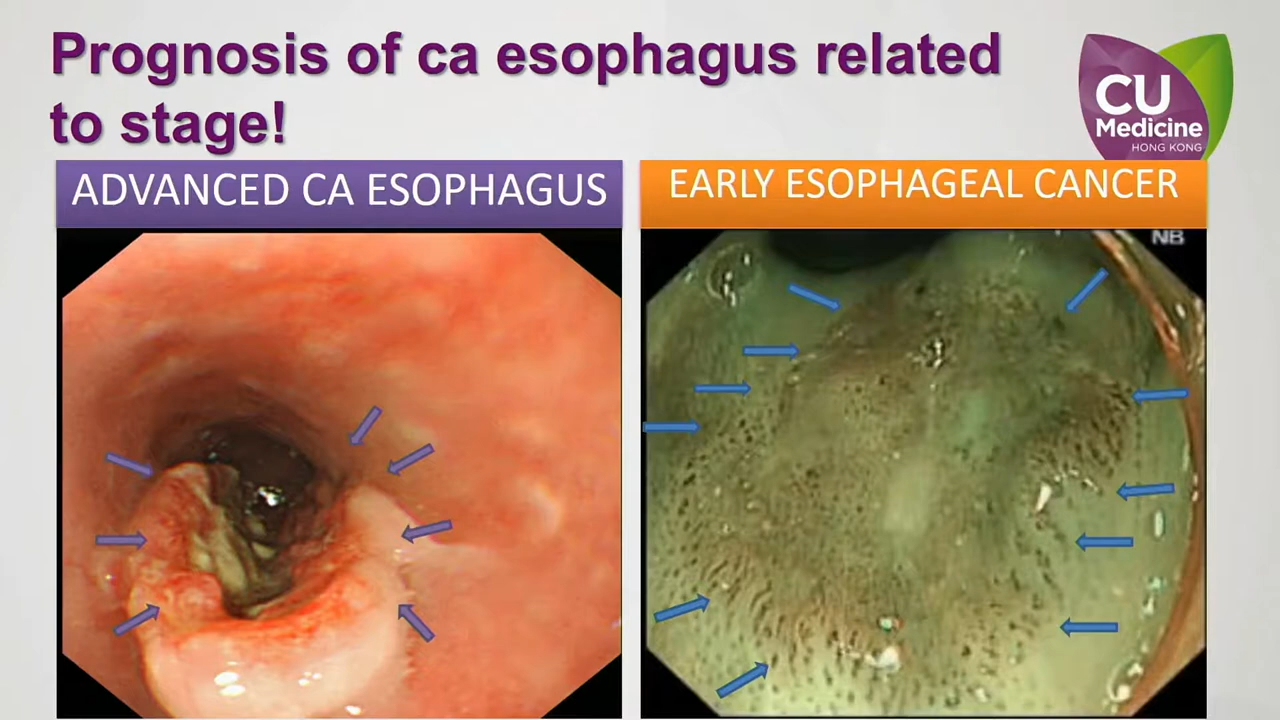 Prognosis of ca esophagus related
to stage!
CU
Medicine
HONG KONG
ADVANCED CA ESOPHAGUS
EARLY ESOPHAGEAL CANCER
NB